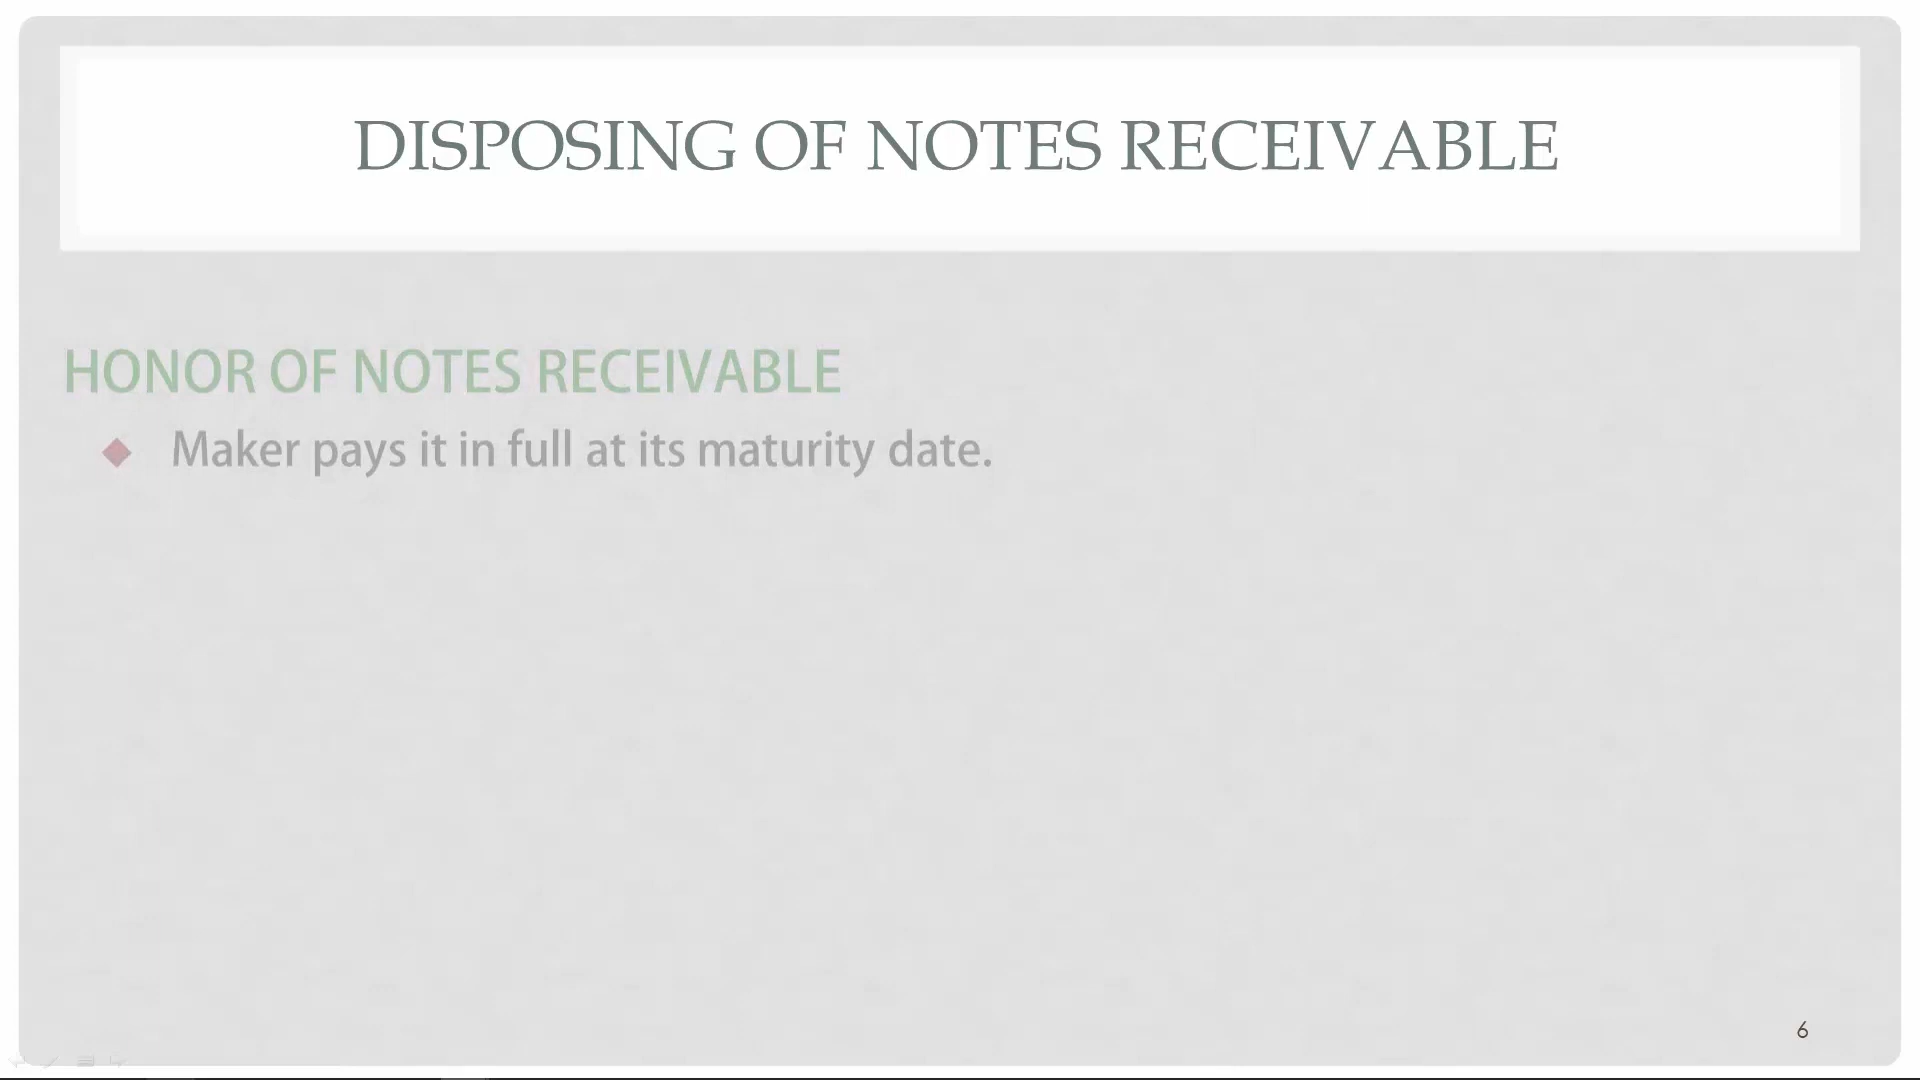 DISPOSING OF NOTES RECEIVABLE
HONOR OF NOTES RECEIVABLE
Maker pays it in full at its maturity date.
6